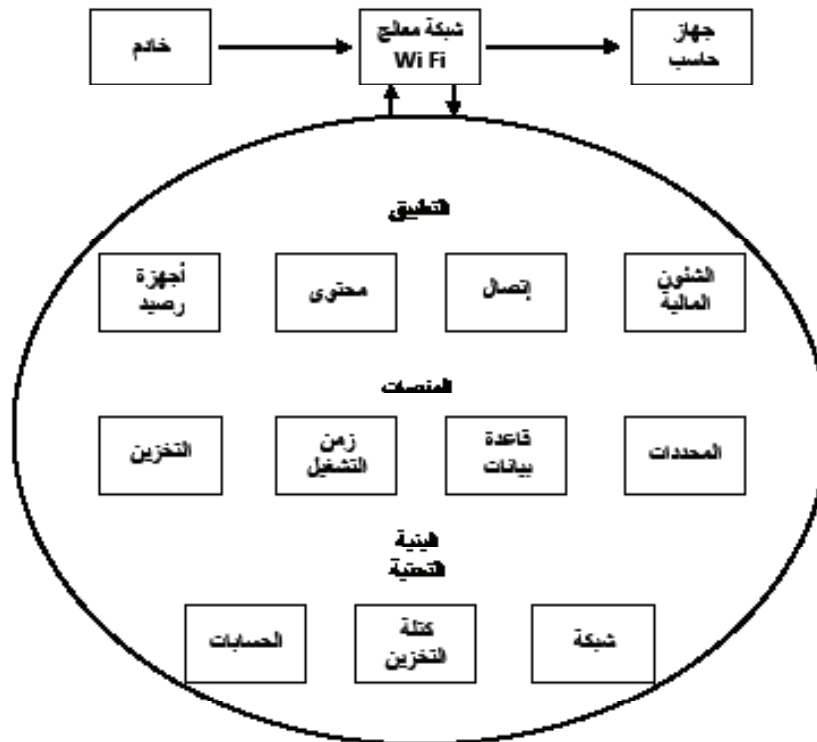 خادم
شبكة معالج
Wi Fi
جهاز
حاسب
التطبيق
الشئون
المالية
إتصال
محتوى
أجهزة
رصيد
المنصات
المحددات
قاعدة
بيانات
زمن
التشغيل
التخزين
البنية
التحتية
شبكة
كتلة
التخزين
الحسابات